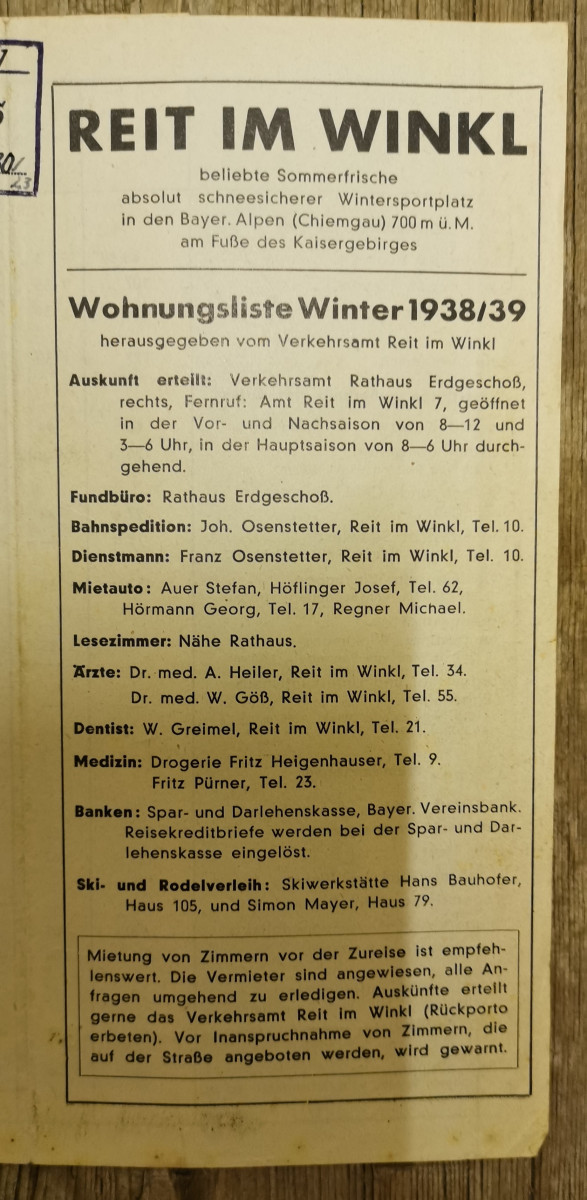 REIT IM WINKL
beliebte Sommerfrische
absolut schneesicherer Wintersportplatz
in den Bayer. Alpen (Chiemgau) 700 m ü. M.
am Fuße des Kaisergebirges
Wohnungsliste Winter 1938/39
herausgegeben vom Verkehrsamt Reit im Winkl
Auskunft erteilt: Verkehrsamt Rathaus Erdgeschoß,
rechts, Fernruf: Amt Reit im Winkl 7, geöffnet
in der Vor- und Nachsaison von 8—12 und
3—6 Uhr, in der Hauptsaison von 8—6 Uhr durch-
gehend.
Fundbüro: Rathaus Erdgeschoß.
Bahnspedition: Joh. Osenstetter, Reit im Winkl, Tel. 10.
Dienstmann: Franz Osenstetter, Reit im Winkl, Tel. 10.
Mietauto: Auer Stefan, Höflinger Josef, Tel. 62,
Hörmann Georg, Tel. 17, Regner Michael.
Lesezimmer: Nähe Rathaus.
Ärzte: Dr. med. A. Heiler, Reit im Winkl, Tel. 34.
Dr. med. W. Göß, Reit im Winkl, Tel. 55.
Dentist: W. Greimel, Reit im Winkl, Tel. 21.
Medizin: Drogerie Fritz Heigenhauser, Tel. 9.
Fritz Pürner, Tel. 23.
Banken: Spar- und Darlehenskasse, Bayer. Vereinsbank.
Reisekreditbriefe werden bei der Spar- und Dar-
lehenskasse eingelöst.
Ski- und Rodelverleih: Skiwerkstätte Hans Bauhofer,
Haus 105, und Simon Mayer, Haus 79.
Mietung von Zimmern vor der Zureise ist empfeh-
lenswert. Die Vermieter sind angewiesen, alle An-
fragen umgehend zu erledigen. Auskünfte erteilt
gerne das Verkehrsamt Reit im Winkl (Rückporto
erbeten). Vor Inanspruchnahme von Zimmern, die
auf der Straße angeboten werden, wird gewarnt.